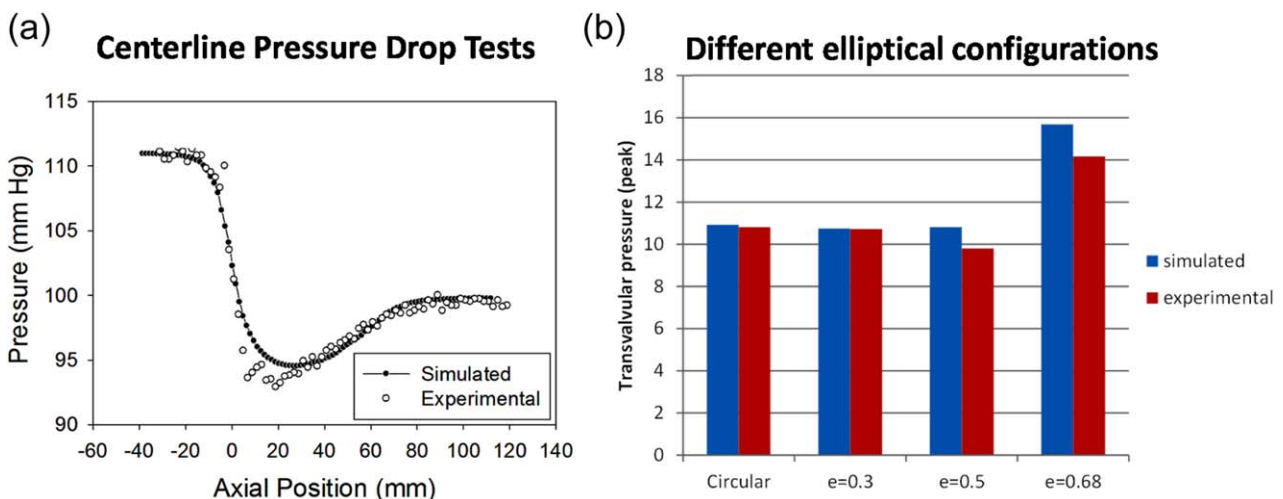 (a)
Centerline Pressure Drop Tests
115
110
105
100
95
90
Pressure (mm Hg)
-60 -40 -20 0 20 40 60 80 100 120 140
Axial Position (mm)
Simulated
Experimental
(b)
Different elliptical configurations
18
16
14
12
10
8
6
4
2
0
Transvalvular pressure (peak)
Circular e=0.3 e=0.5 e=0.68
simulated
experimental